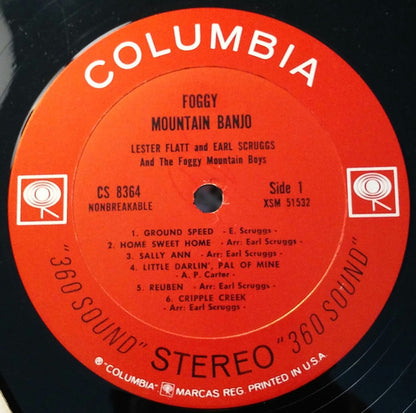 COLUMBIA
FOGGY
MOUNTAIN BANJO
LESTER FLATT and EARL SCRUGGS
And The Foggy Mountain Boys
CS 8364
NONBREAKABLE
Side 1
XSM 51532
1. GROUND SPEED - E. Scruggs -
2. HOME SWEET HOME - Arr: Earl Scruggs -
3. SALLY ANN - Arr: Earl Scruggs -
4. LITTLE DARLIN', PAL OF MINE
- A. P. Carter -
5. REUBEN - Arr: Earl Scruggs -
6. CRIPPLE CREEK
- Arr: Earl Scruggs -
"360 SOUND" STEREO "360 SOUND"
℗ "COLUMBIA" MARCAS REG. PRINTED IN U.S.A.